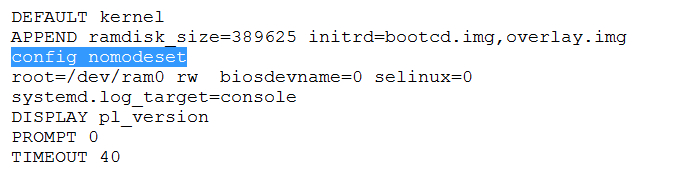 DEFAULT kernel
APPEND ramdisk_size=389625 initrd=bootcd.img,overlay.img
config nomodeset
root=/dev/ram0 rw  biosdevname=0 selinux=0
systemd.log_target=console
DISPLAY pl_version
PROMPT 0
TIMEOUT 40